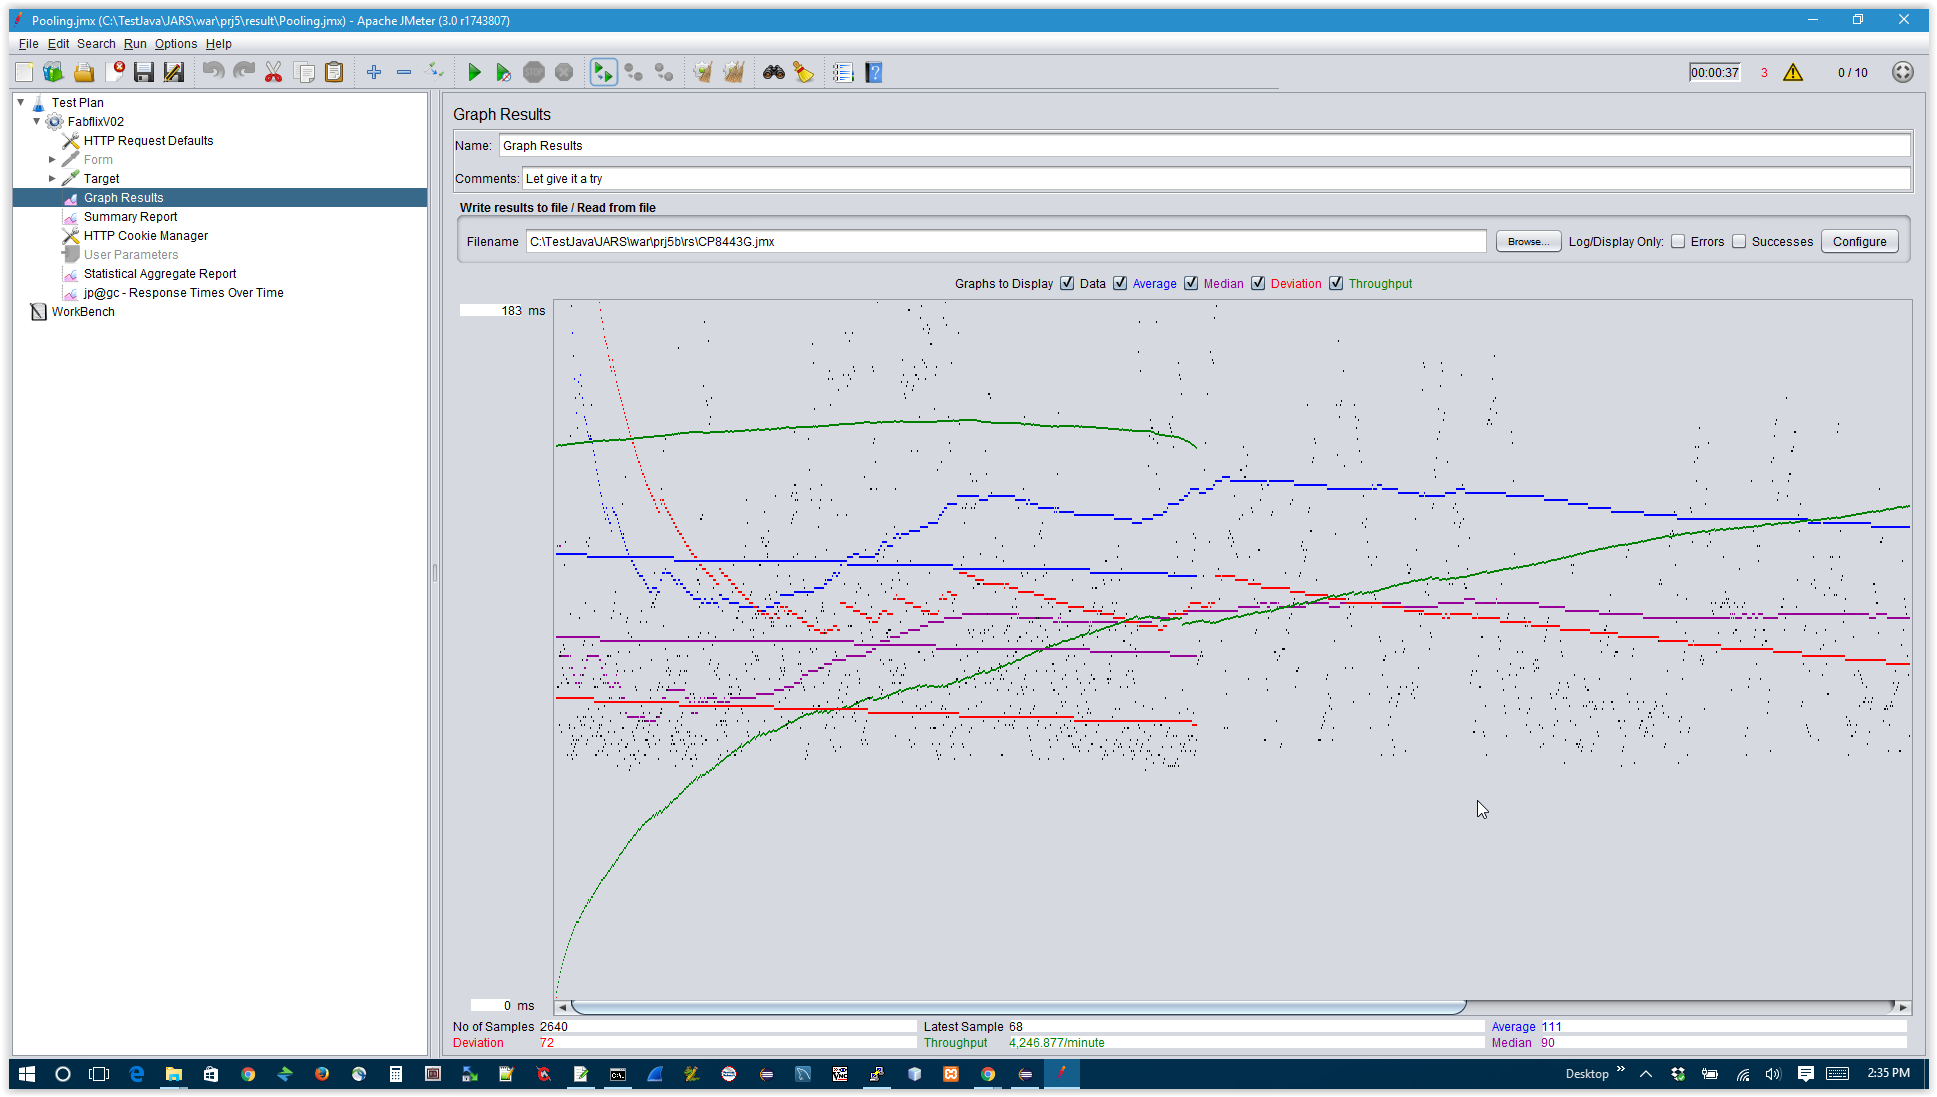 Pooling.jmx (C:\TestJava\JARS\war\prj5\result\Pooling.jmx) - Apache JMeter (3.0 r1743807)
File Edit Search Run Options Help
00:00:37 3 0 / 10
Test Plan
FabflixV02
HTTP Request Defaults
Form
Target
Graph Results
Summary Report
HTTP Cookie Manager
User Parameters
Statistical Aggregate Report
jp@gc - Response Times Over Time
WorkBench
Graph Results
Name: Graph Results
Comments: Let give it a try
Write results to file / Read from file
Filename C:\TestJava\JARS\war\prj5b\rs\CP8443G.jmx Browse... Log/Display Only: Errors Successes Configure
Graphs to Display Data Average Median Deviation Throughput
183 ms
0 ms
No of Samples 2640 Latest Sample 68 Average 111
Deviation 72 Throughput 4,246.877/minute Median 90
Desktop 2:35 PM